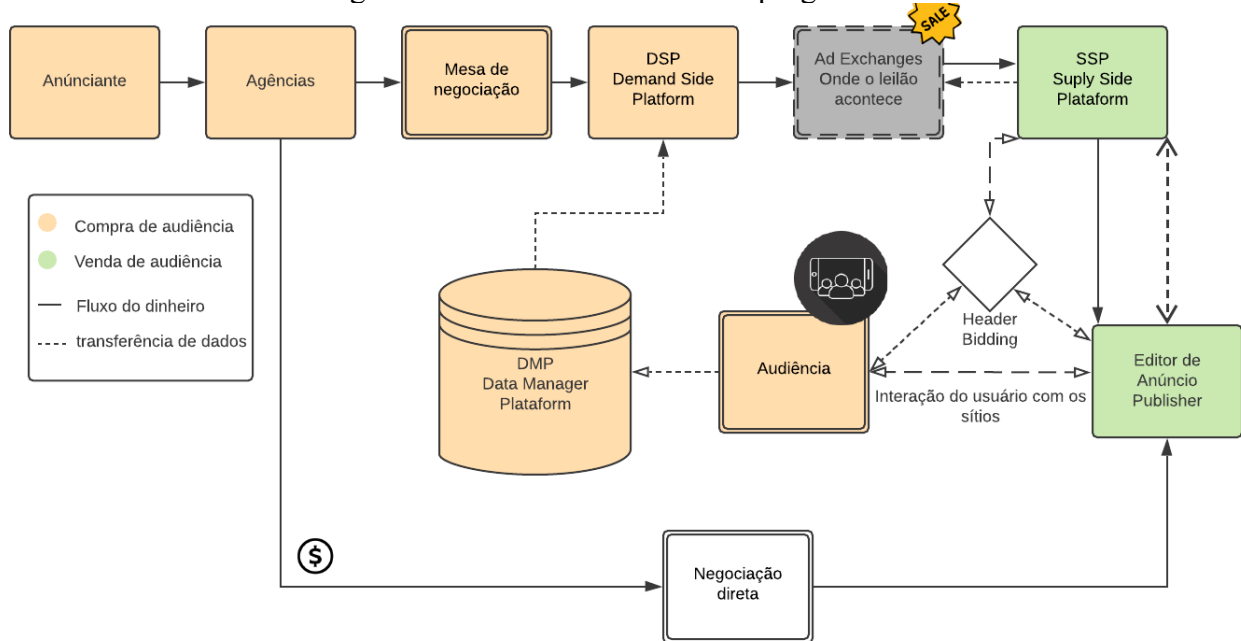 SALE
Anúnciante
Agências
Mesa de
negociação
DSP
Demand Side
Platform
Ad Exchanges
Onde o leilão
acontece
SSP
Suply Side
Plataform
Compra de audiência
Venda de audiência
Fluxo do dinheiro
transferência de dados
DMP
Data Manager
Plataform
Audiência
Header
Bidding
Interação do usuário com os
sítios
Editor de
Anúncio
Publisher
$
Negociação
direta